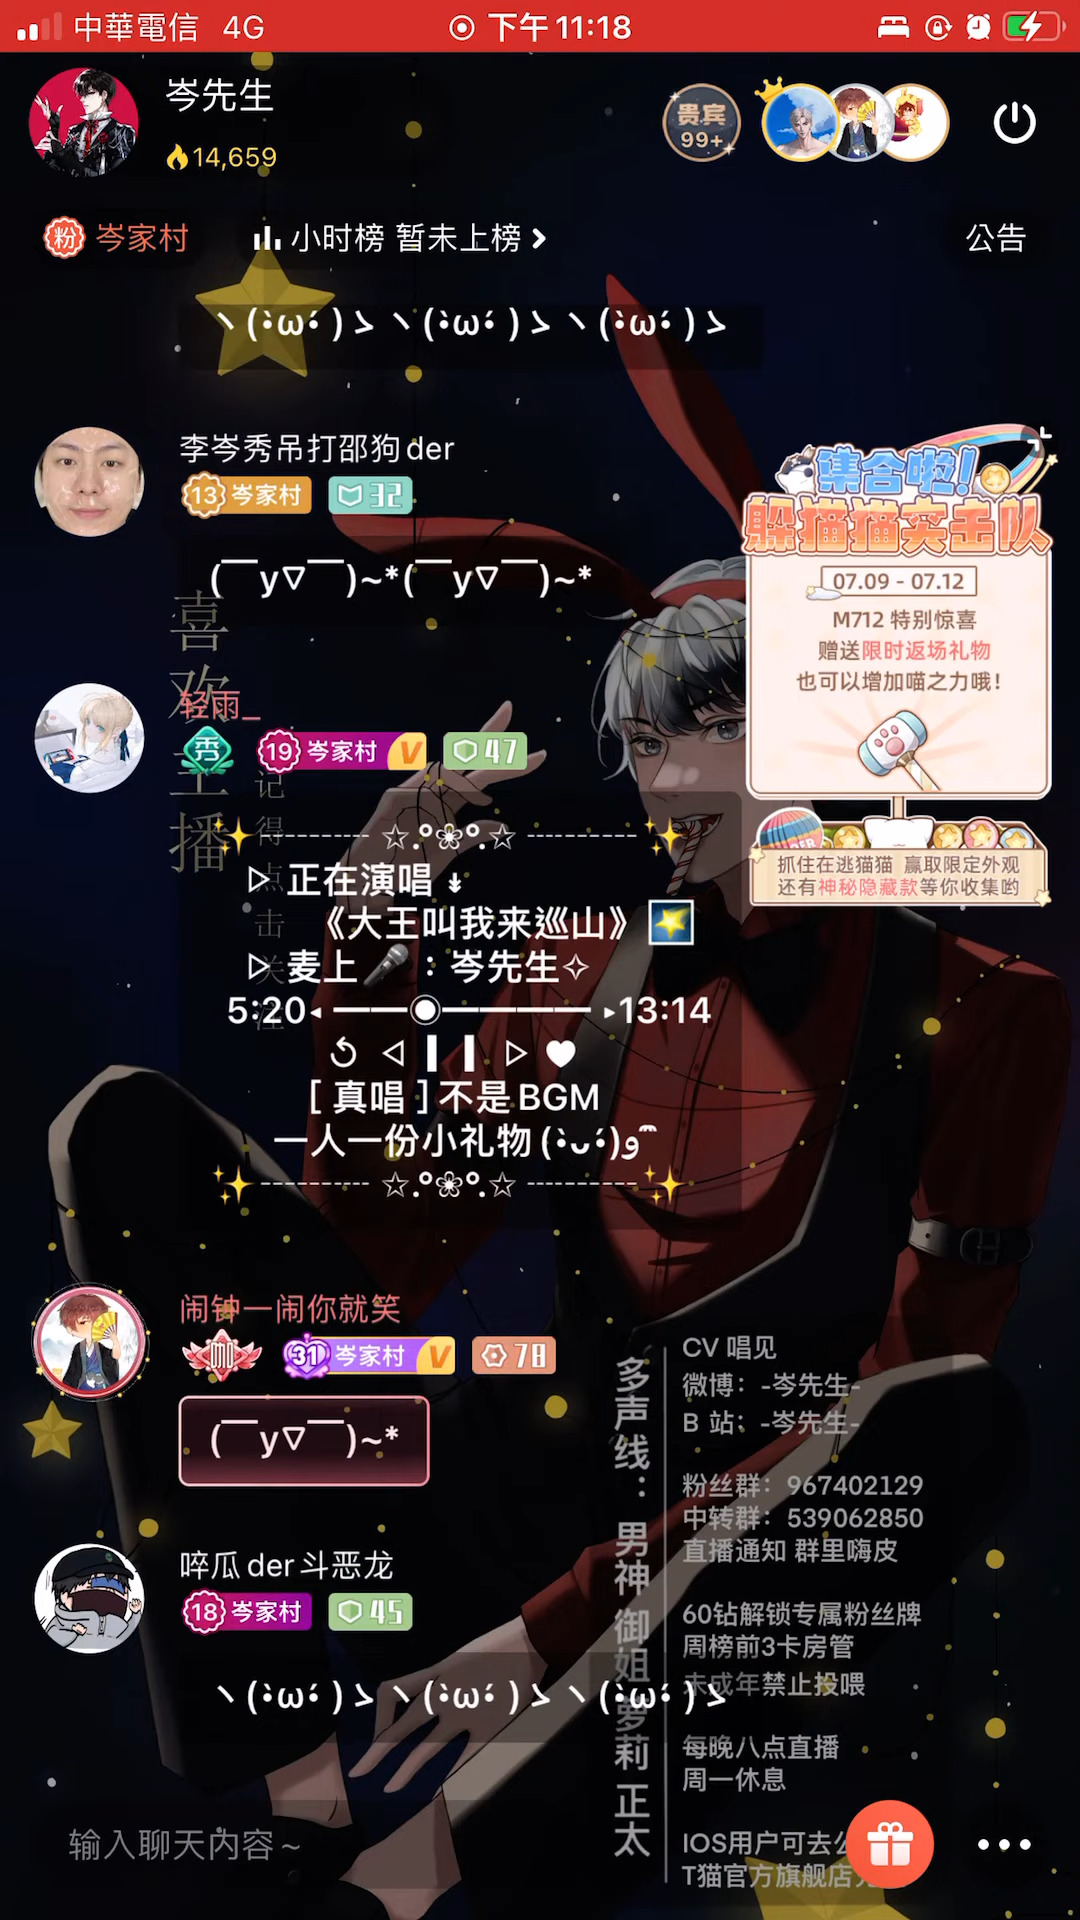 中華電信 4G 下午11:18
岑先生
14,659
贵宾
99+
粉 岑家村
小时榜 暂未上榜
公告
ヽ(•̀ω•́ )ゝヽ(•̀ω•́ )ゝヽ(•̀ω•́ )ゝ
李岑秀吊打邵狗der
13 岑家村 32
(￣y▽￣)~*(￣y▽￣)~*
集合啦!
躲猫猫突击队
07.09 - 07.12
M712 特别惊喜
赠送限时返场礼物
也可以增加喵之力哦!
抓住在逃猫猫 赢取限定外观
还有神秘隐藏款等你收集哟
喜欢主播
记得点击关注
轻雨_
秀 19 岑家村 V 47
✨---------- ☆.°❀°.☆ ----------✨
▷ 正在演唱 ↡
《大王叫我来巡山》🌟
▷ 麦上 🎤 : 岑先生✧
5:20◂ ━━━◉━━━━━ ▸13:14
↺ ◁ ▍▍ ▷ ♥
[ 真唱 ] 不是BGM
一人一份小礼物 (•̀ᴗ•́)و ̑̑
✨---------- ☆.°❀°.☆ ----------✨
闹钟一闹你就笑
咖 31 岑家村 V 78
(￣y▽￣)~*
啐瓜der斗恶龙
18 岑家村 45
ヽ(•̀ω•́ )ゝヽ(•̀ω•́ )ゝヽ(•̀ω•́ )ゝ
多声线: 男神 御姐 萝莉 正太
CV 唱见
微博: -岑先生-
B 站: -岑先生-
粉丝群: 967402129
中转群: 539062850
直播通知 群里嗨皮
60钻解锁专属粉丝牌
周榜前3卡房管
未成年禁止投喂
每晚八点直播
周一休息
IOS用户可去公
T猫官方旗舰店充
输入聊天内容~